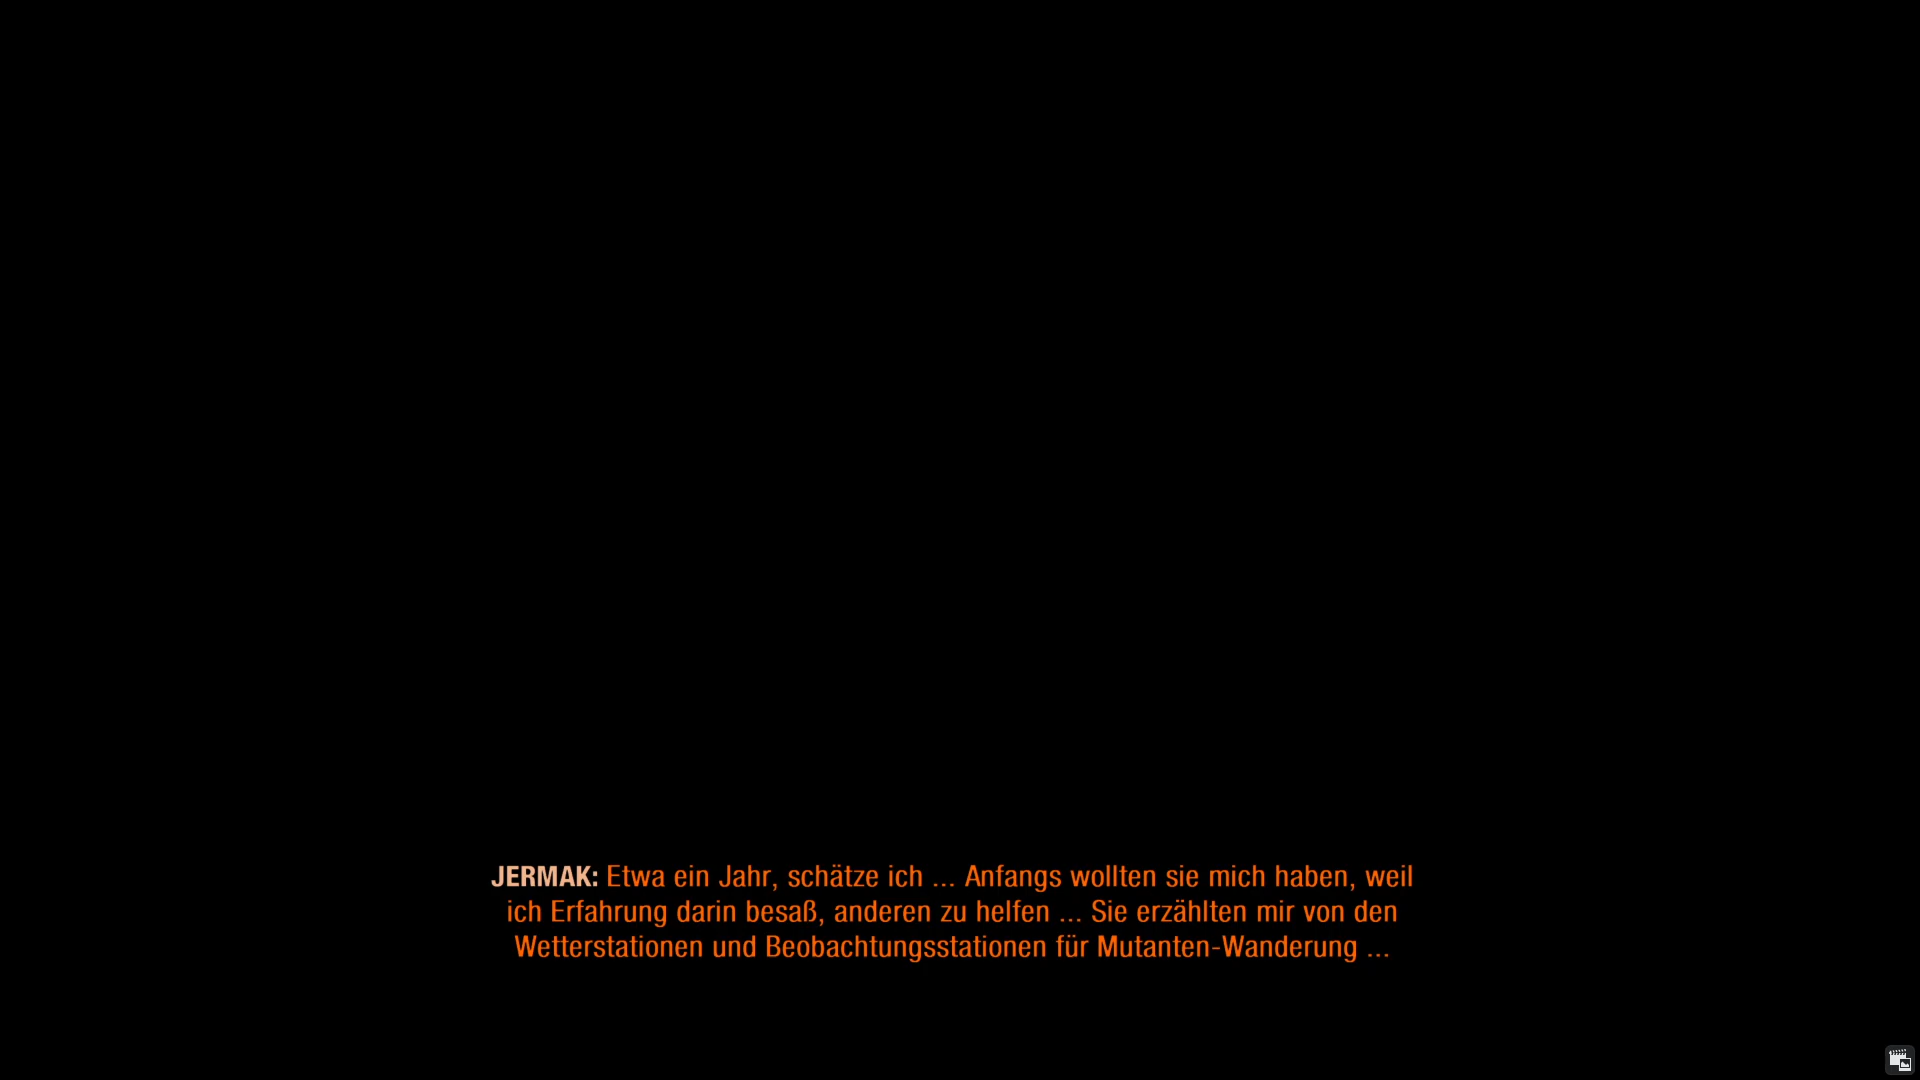 JERMAK: Etwa ein Jahr, schätze ich ... Anfangs wollten sie mich haben, weil
ich Erfahrung darin besaß, anderen zu helfen ... Sie erzählten mir von den
Wetterstationen und Beobachtungsstationen für Mutanten-Wanderung ...